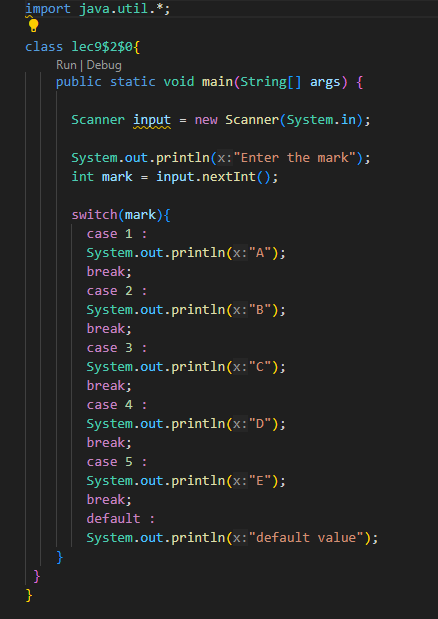 import java.util.*;
class lec9$2$0{
Run | Debug
public static void main(String[] args) {
Scanner input = new Scanner(System.in);
System.out.println(x:"Enter the mark");
int mark = input.nextInt();
switch(mark){
case 1 :
System.out.println(x:"A");
break;
case 2 :
System.out.println(x:"B");
break;
case 3 :
System.out.println(x:"C");
break;
case 4 :
System.out.println(x:"D");
break;
case 5 :
System.out.println(x:"E");
break;
default :
System.out.println(x:"default value");
}
}
}